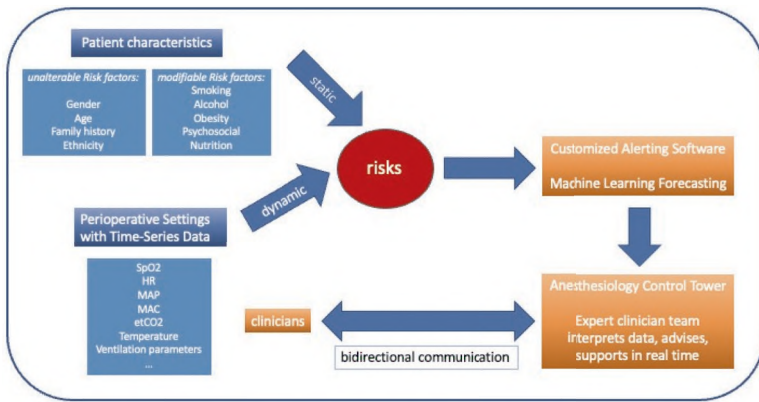 Patient characteristics
unalterable Risk factors:
Gender
Age
Family history
Ethnicity
modifiable Risk factors:
Smoking
Alcohol
Obesity
Psychosocial
Nutrition
static
risks
dynamic
Customized Alerting Software
Machine Learning Forecasting
Perioperative Settings
with Time-Series Data
SpO2
HR
MAP
MAC
etCO2
Temperature
Ventilation parameters
...
clinicians
bidirectional communication
Anesthesiology Control Tower
Expert clinician team
interprets data, advises,
supports in real time